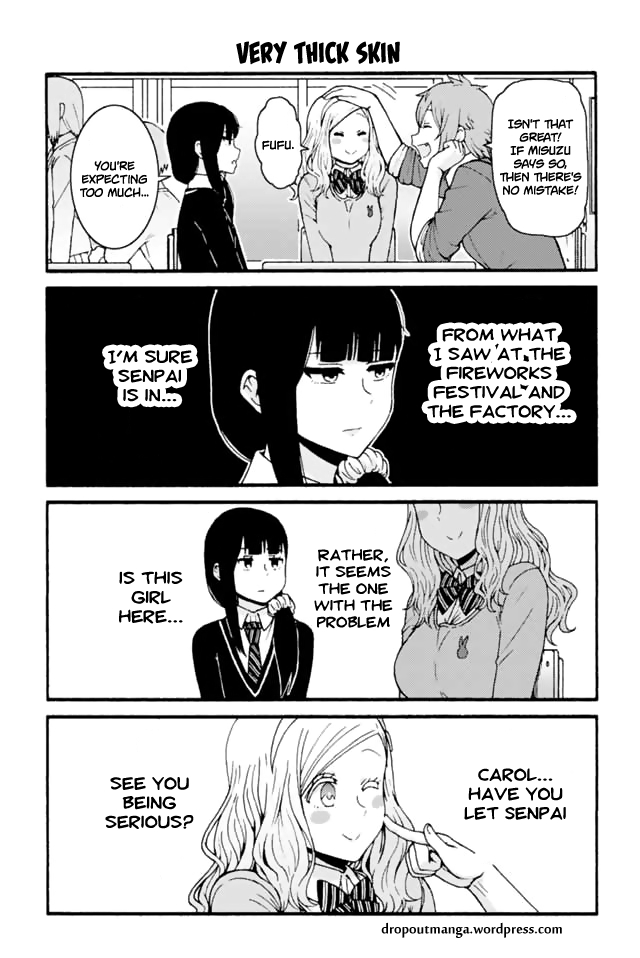 VERY THICK SKIN
ISN'T THAT
GREAT!
IF MISUZU
SAYS SO,
THEN THERE'S
NO MISTAKE!
FUFU.
YOU'RE
EXPECTING
TOO MUCH...
FROM WHAT
I SAW AT THE
FIREWORKS
FESTIVAL AND
THE FACTORY...
I'M SURE
SENPAI
IS IN...
RATHER,
IT SEEMS
THE ONE
WITH THE
PROBLEM
IS THIS
GIRL
HERE...
CAROL...
HAVE YOU
LET SENPAI
SEE YOU
BEING
SERIOUS?
dropoutmanga.wordpress.com